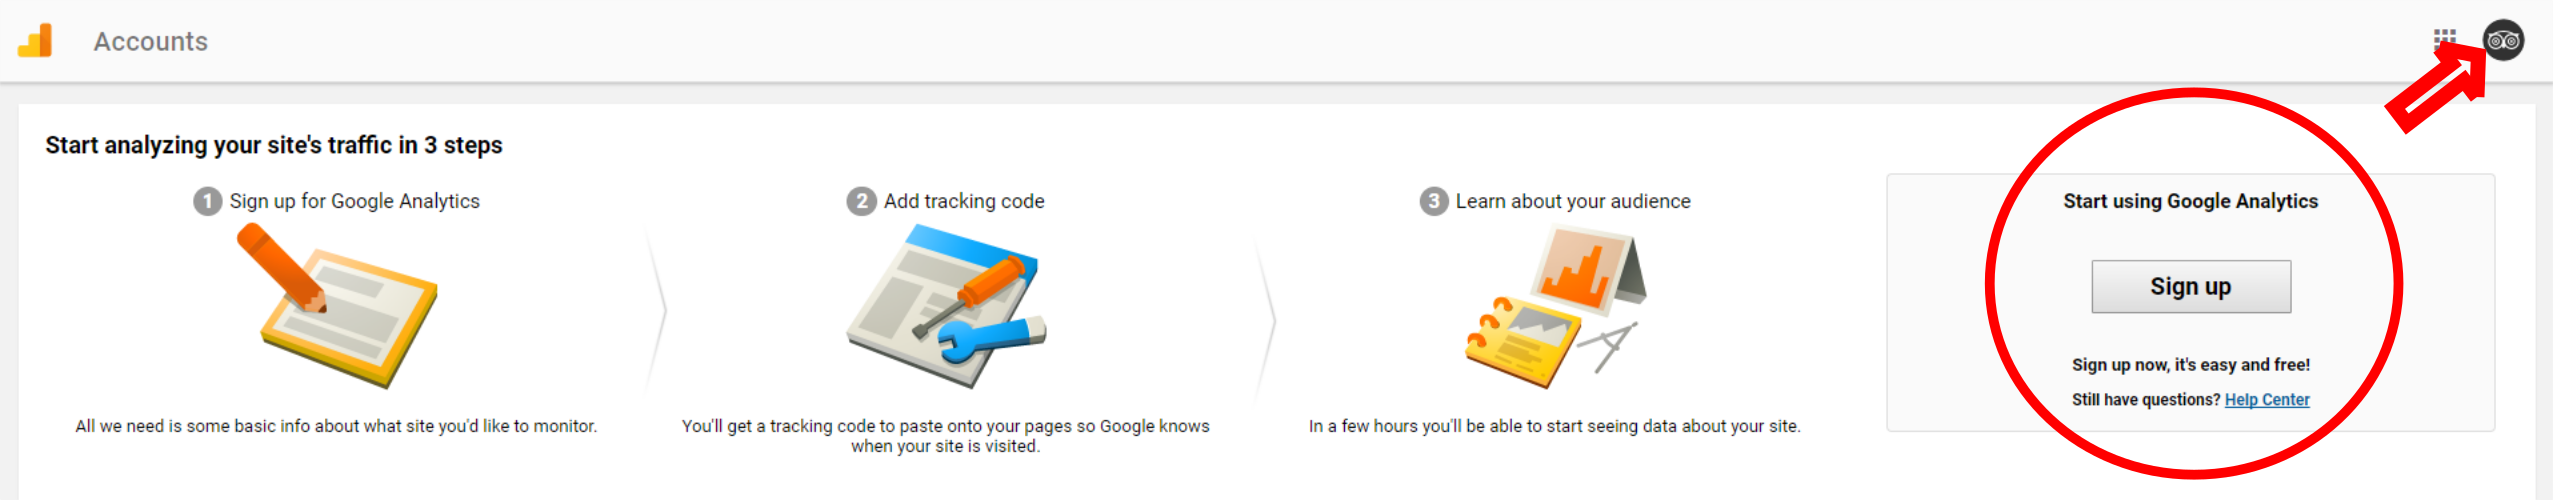 Accounts
Start analyzing your site's traffic in 3 steps
1 Sign up for Google Analytics
All we need is some basic info about what site you'd like to monitor.
2 Add tracking code
You'll get a tracking code to paste onto your pages so Google knows
when your site is visited.
3 Learn about your audience
In a few hours you'll be able to start seeing data about your site.
Start using Google Analytics
Sign up
Sign up now, it's easy and free!
Still have questions? Help Center